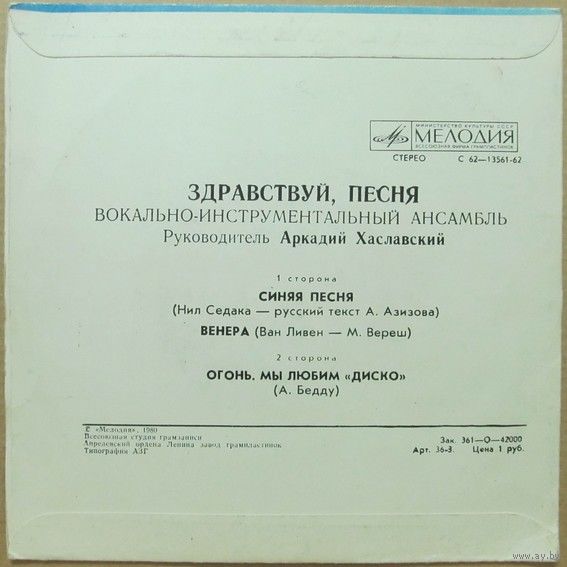 МИНИСТЕРСТВО КУЛЬТУРЫ СССР
МЕЛОДИЯ
ВСЕСОЮЗНАЯ ФИРМА ГРАМПЛАСТИНОК
СТЕРЕО С 62—13561-62
ЗДРАВСТВУЙ, ПЕСНЯ
ВОКАЛЬНО-ИНСТРУМЕНТАЛЬНЫЙ АНСАМБЛЬ
Руководитель Аркадий Хаславский
1 сторона
СИНЯЯ ПЕСНЯ
(Нил Седака — русский текст А. Азизова)
ВЕНЕРА (Ван Ливен — М. Вереш)
2 сторона
ОГОНЬ. МЫ ЛЮБИМ «ДИСКО»
(А. Бедду)
© «Мелодия», 1980
Всесоюзная студия грамзаписи
Апрелевский ордена Ленина завод грампластинок
Типография АЗГ
Зак. 361—О—42000
Арт. 36-3. Цена 1 руб.
www.ay.by